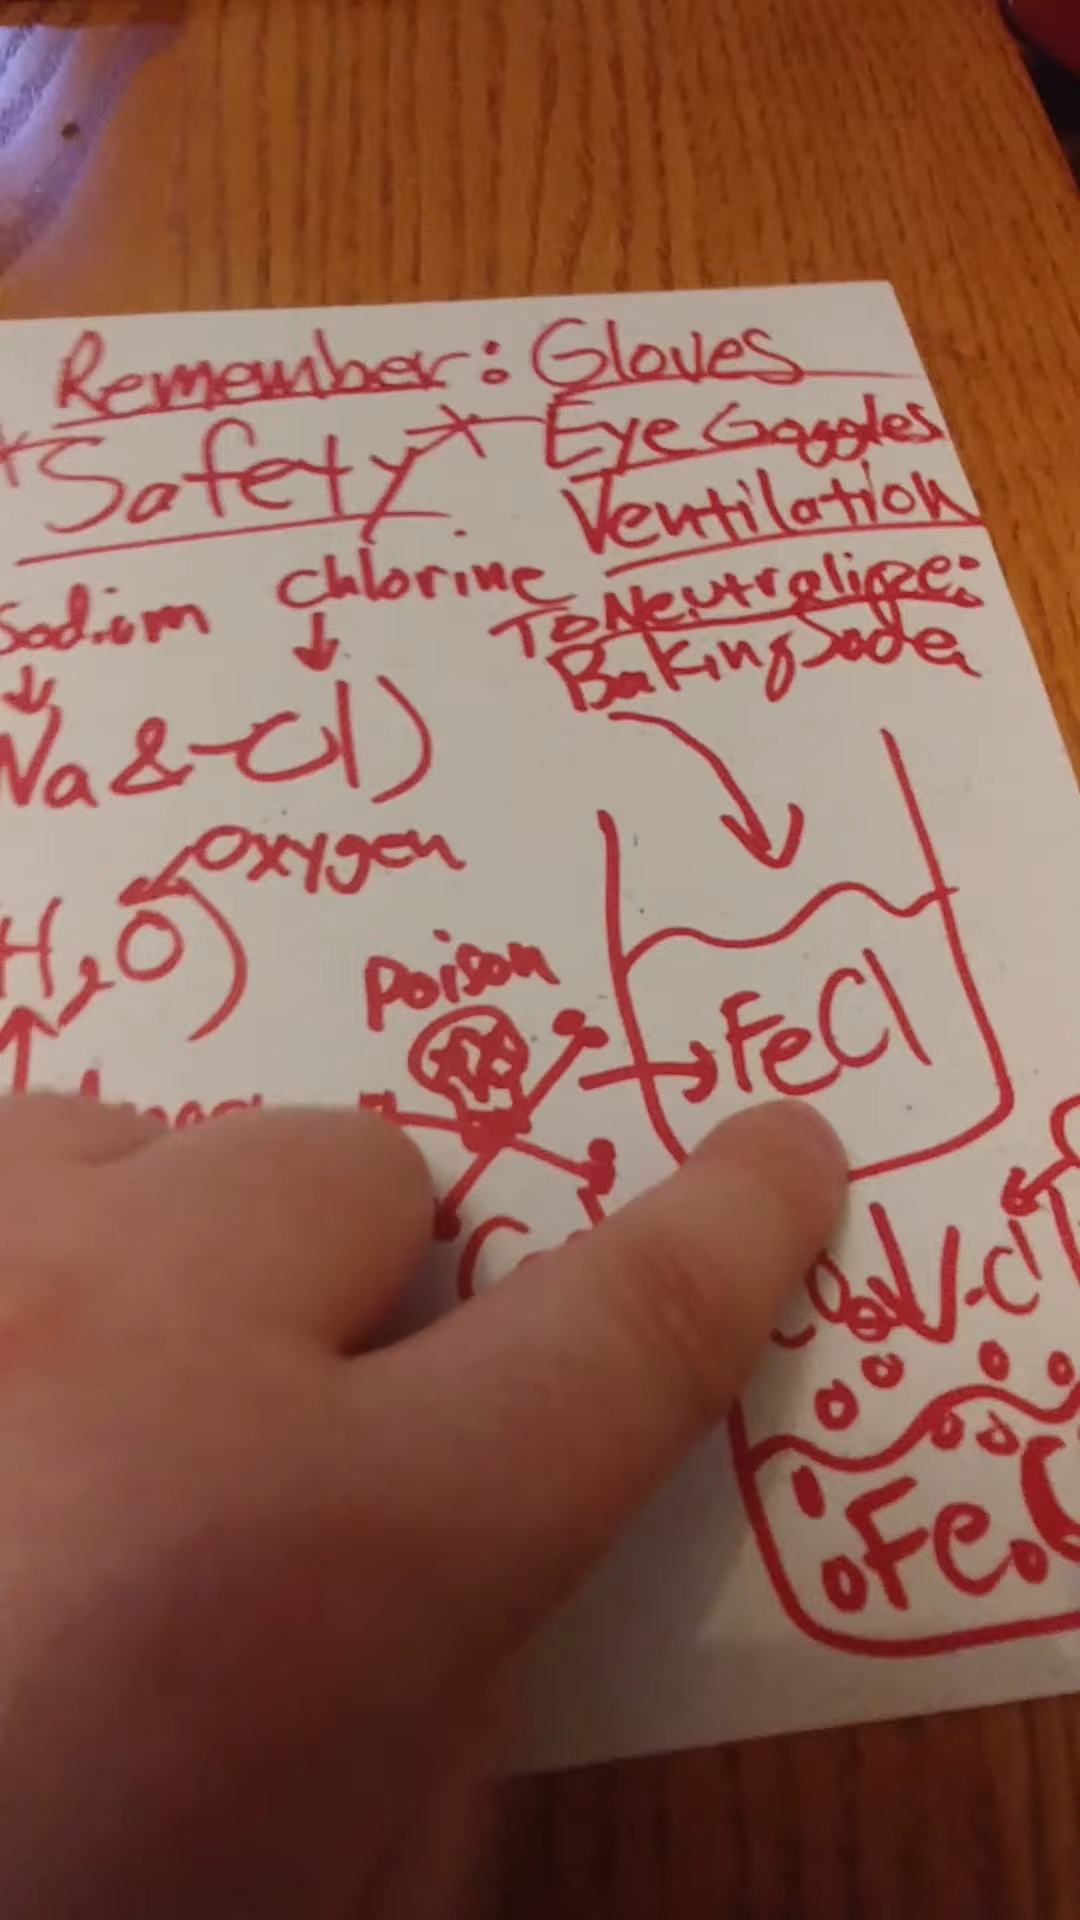 Remember: Gloves
Safety Eye Goggles
Ventilation
Sodium chlorine
To Neutralize:
Baking Soda
Na & -Cl)
oxygen
H2O)
Poison
FeCl
-Cl
Fe